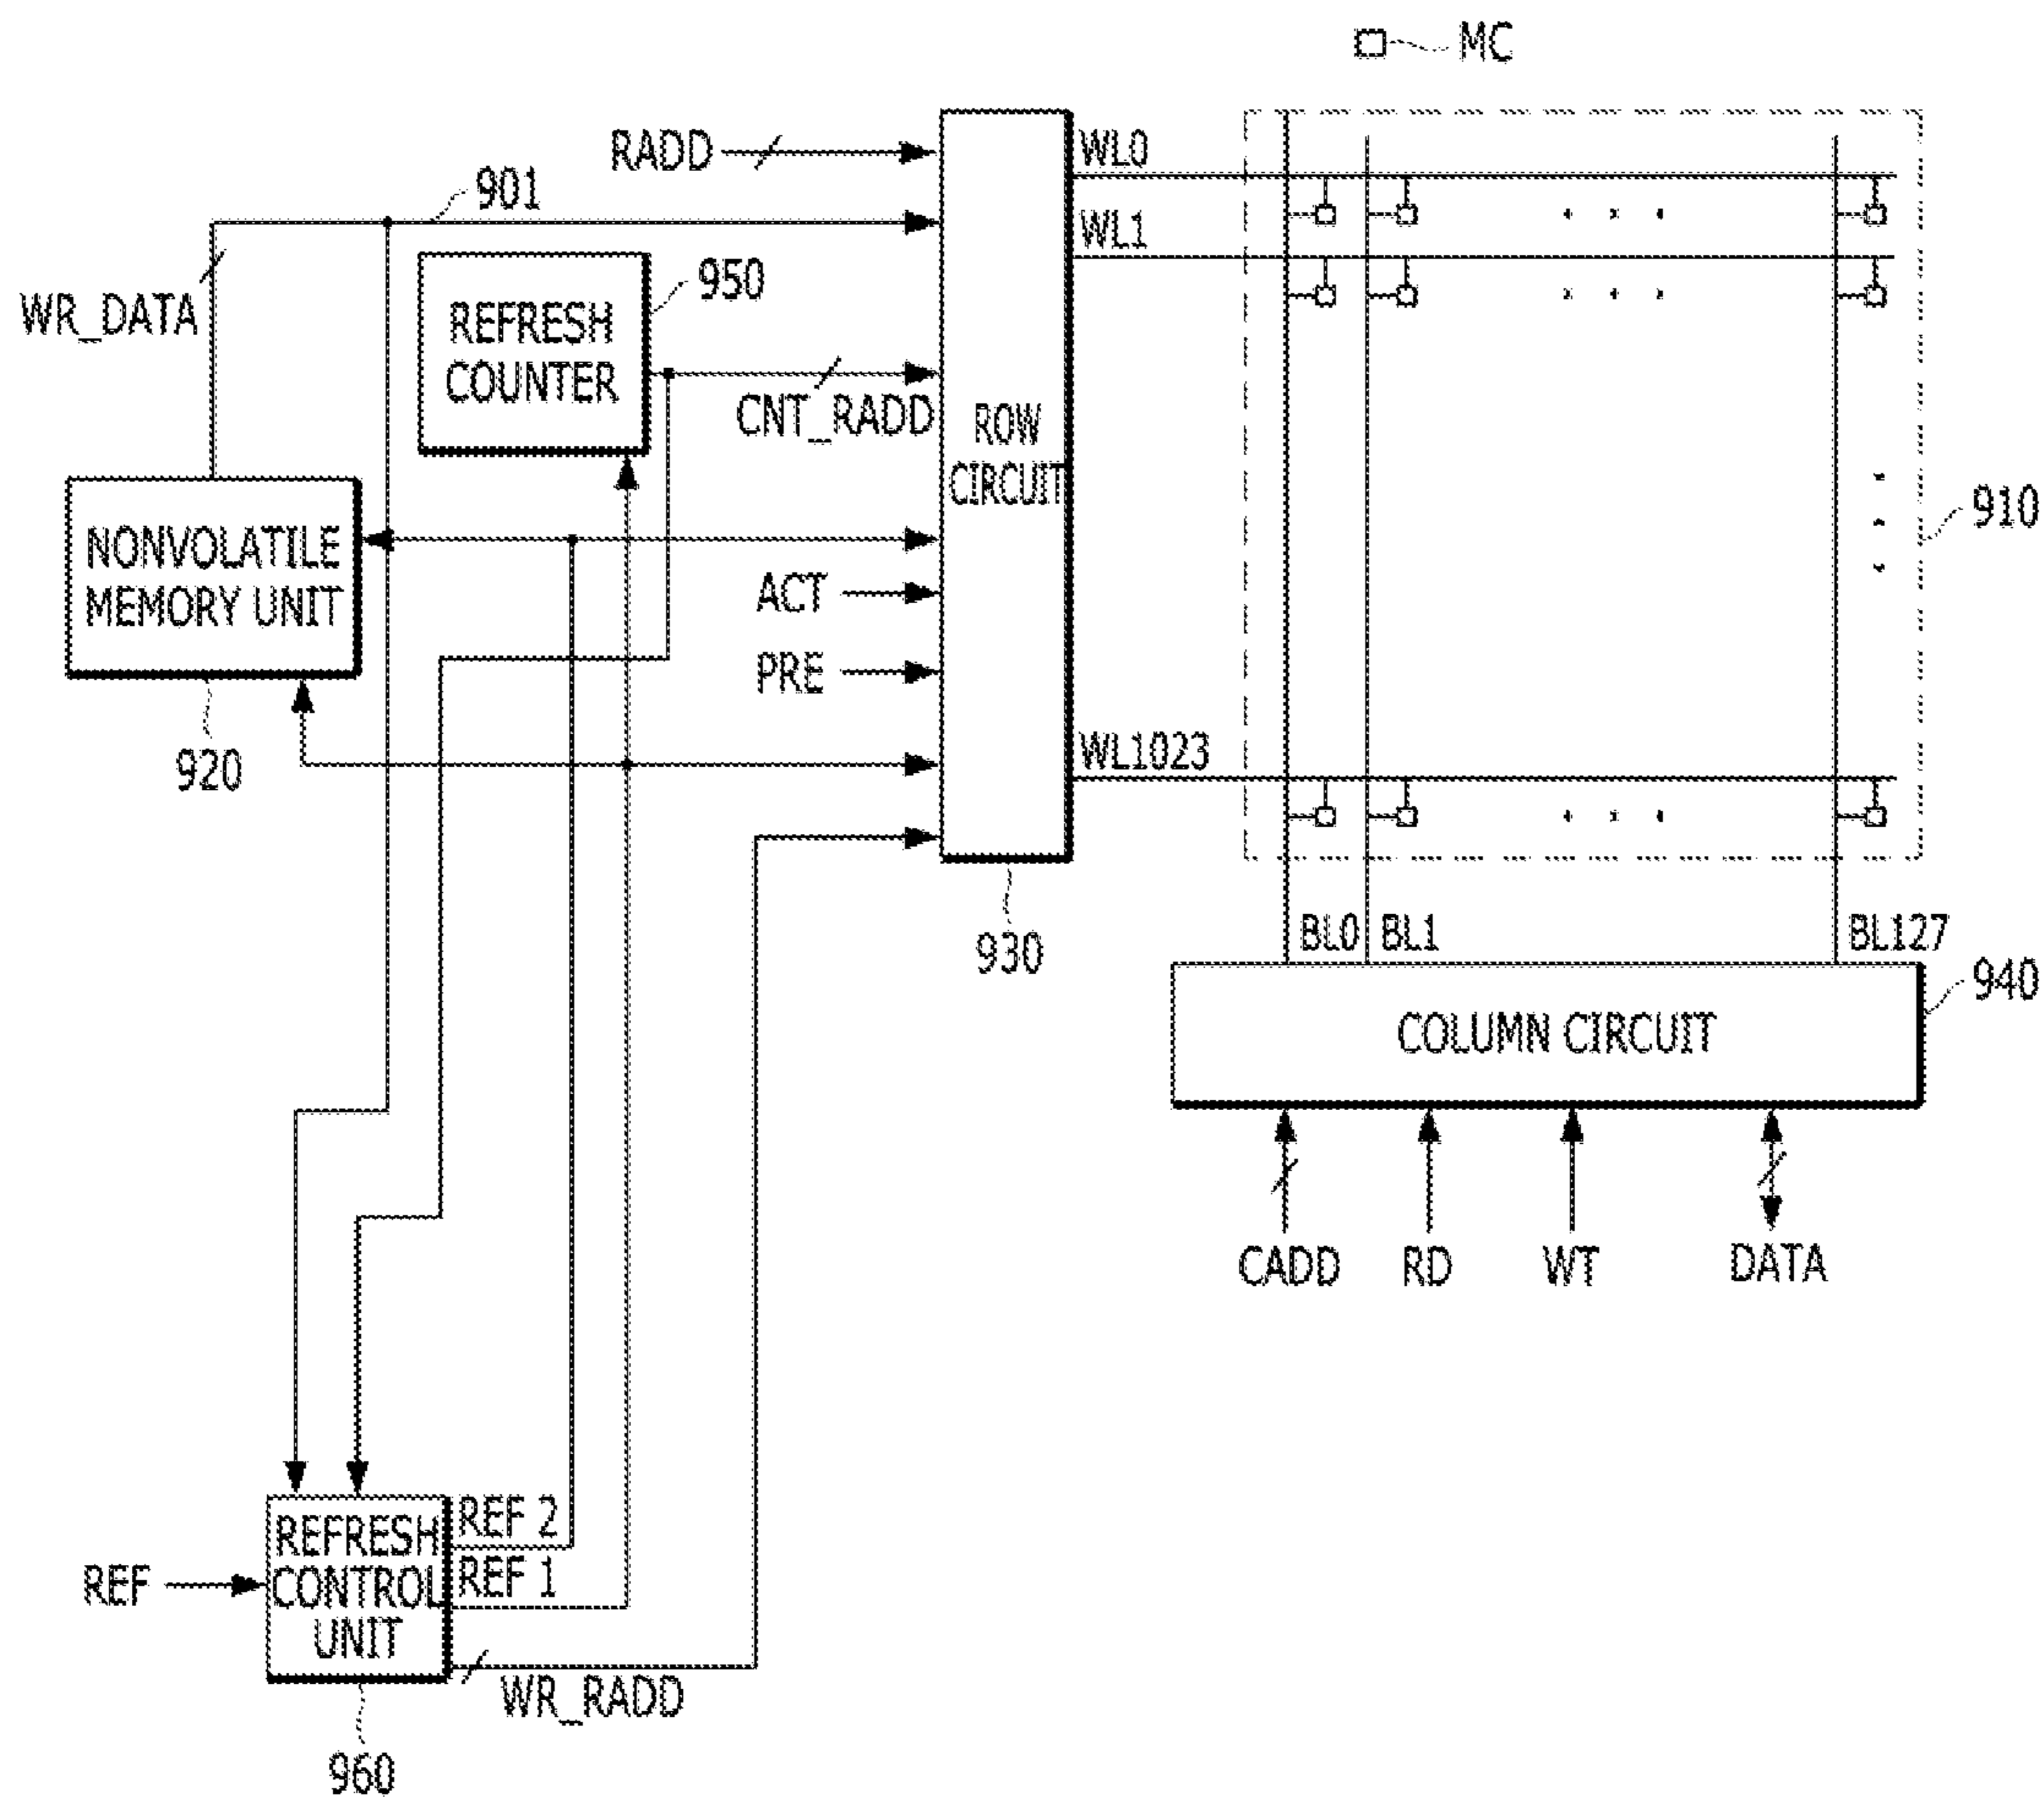 MC
RADD
WL0
901
WL1
950
WR_DATA
REFRESH
COUNTER
CNT_RADD
ROW
CIRCUIT
910
NONVOLATILE
MEMORY UNIT
ACT
PRE
920
WL1023
930
BL0 BL1 BL127
940
COLUMN CIRCUIT
CADD RD WT DATA
REF 2
REFRESH
CONTROL
UNIT
REF 1
REF
WR_RADD
960